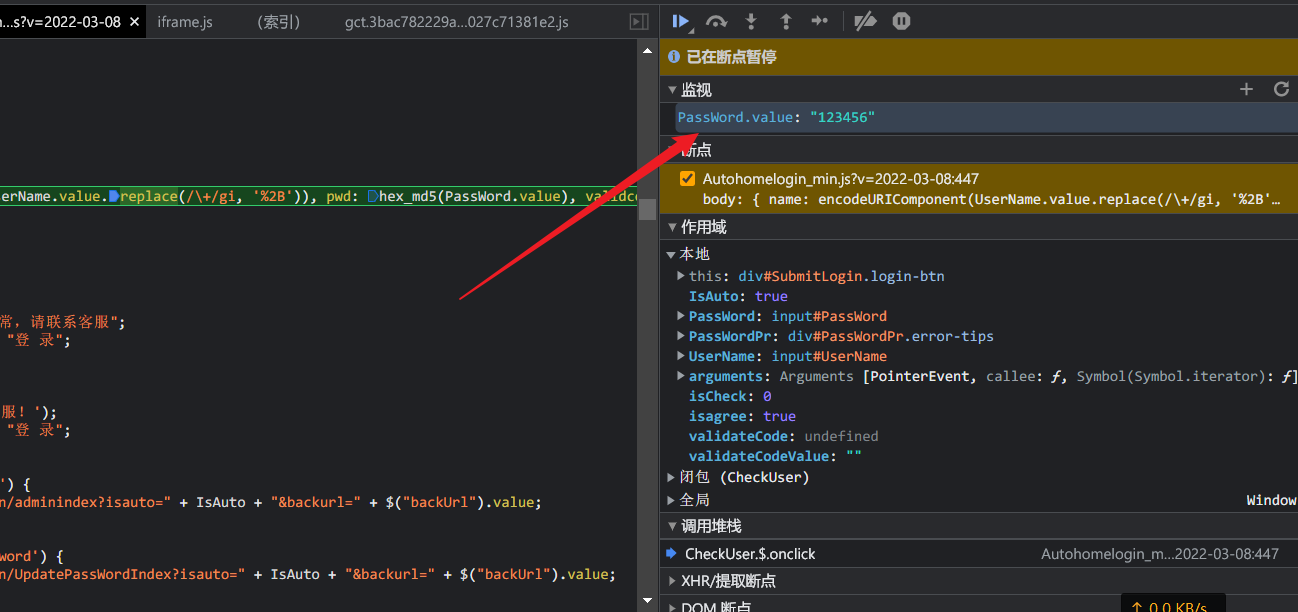 ...s?v=2022-03-08 × iframe.js (索引) gct.3bac782229a...027c71381e2.js
erName.value.replace(/\+/gi, '%2B')), pwd: hex_md5(PassWord.value), validco
常，请联系客服";
"登 录";
服！');
"登 录";
') {
n/adminindex?isauto=" + IsAuto + "&backurl=" + $("backUrl").value;
word') {
n/UpdatePassWordIndex?isauto=" + IsAuto + "&backurl=" + $("backUrl").value;
已在断点暂停
监视
PassWord.value: "123456"
断点
Autohomelogin_min.js?v=2022-03-08:447
body: { name: encodeURIComponent(UserName.value.replace(/\+/gi, '%2B'…
作用域
本地
this: div#SubmitLogin.login-btn
IsAuto: true
PassWord: input#PassWord
PassWordPr: div#PassWordPr.error-tips
UserName: input#UserName
arguments: Arguments [PointerEvent, callee: ƒ, Symbol(Symbol.iterator): ƒ]
isCheck: 0
isagree: true
validateCode: undefined
validateCodeValue: ""
闭包 (CheckUser)
全局 Window
调用堆栈
CheckUser.$.onclick Autohomelogin_m...2022-03-08:447
XHR/提取断点
DOM 断点
↑ 0.0 KB/s